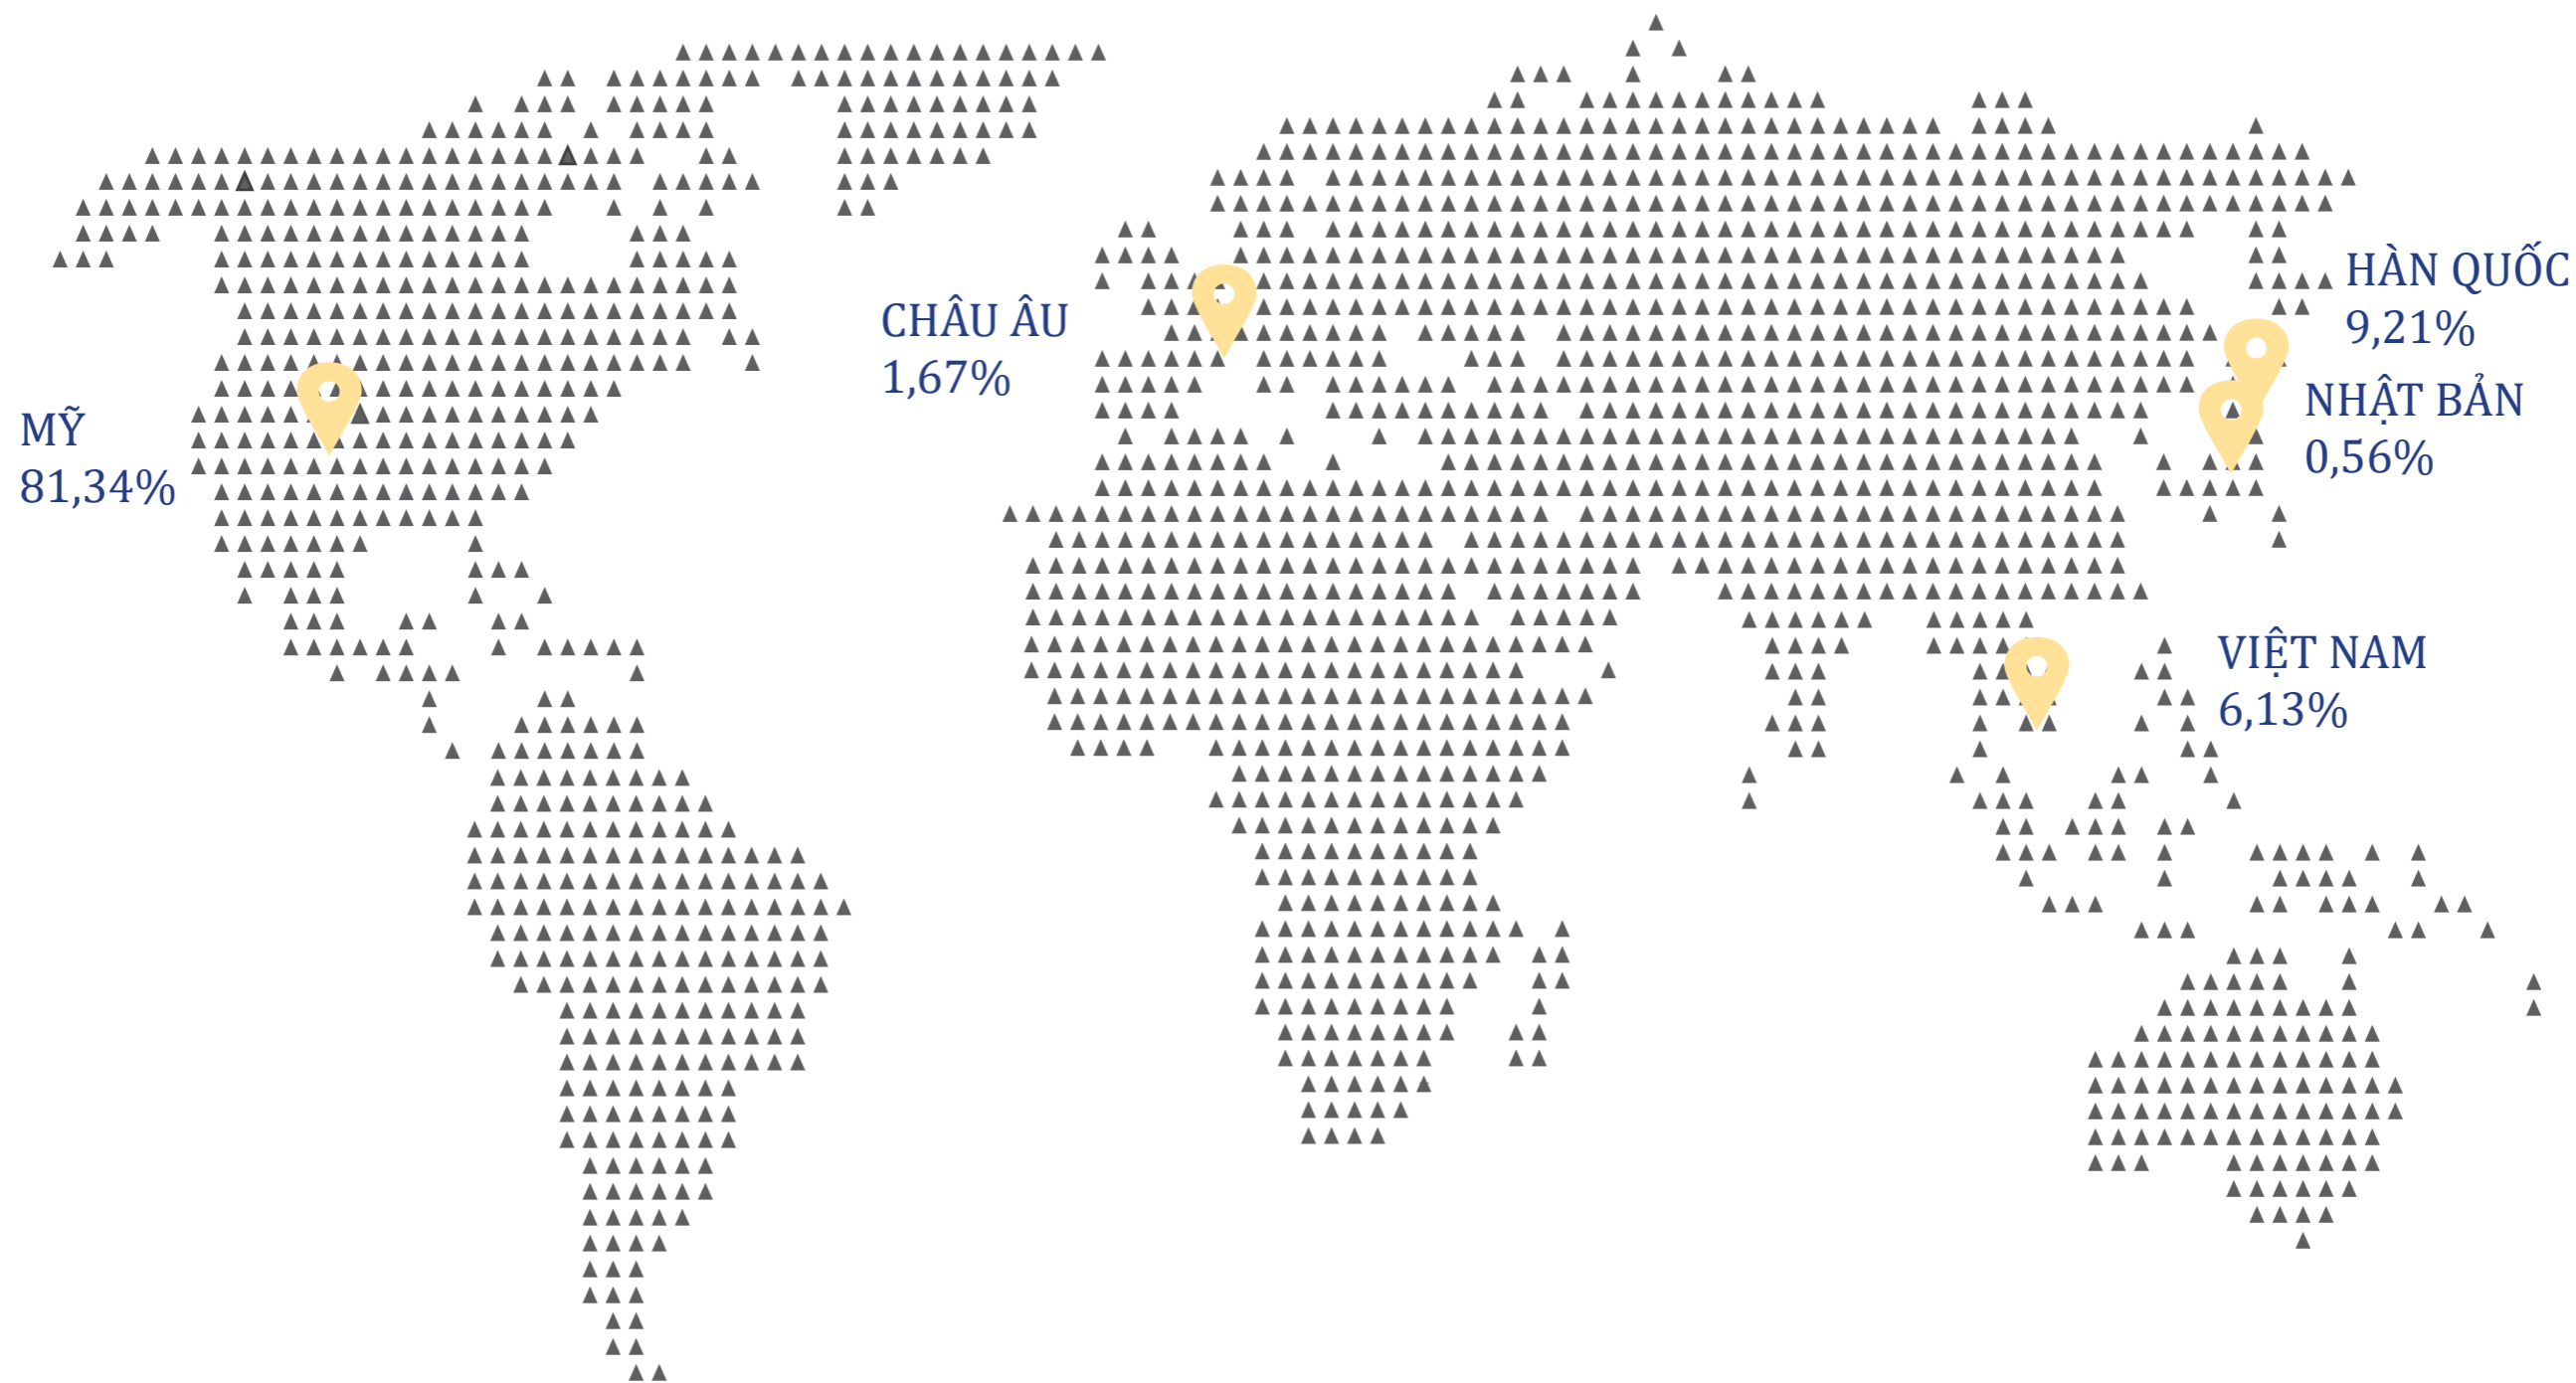 HÀN QUỐC
9,21%
CHÂU ÂU
1,67%
NHẬT BẢN
0,56%
MỸ
81,34%
VIỆT NAM
6,13%